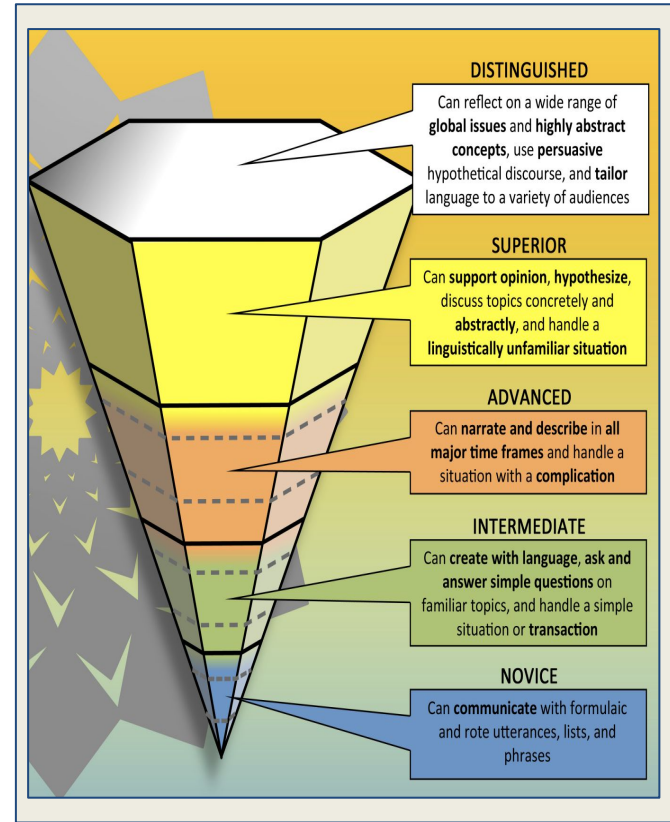 DISTINGUISHED
Can reflect on a wide range of
global issues and highly abstract
concepts, use persuasive
hypothetical discourse, and tailor
language to a variety of audiences
SUPERIOR
Can support opinion, hypothesize,
discuss topics concretely and
abstractly, and handle a
linguistically unfamiliar situation
ADVANCED
Can narrate and describe in all
major time frames and handle a
situation with a complication
INTERMEDIATE
Can create with language, ask and
answer simple questions on
familiar topics, and handle a simple
situation or transaction
NOVICE
Can communicate with formulaic
and rote utterances, lists, and
phrases